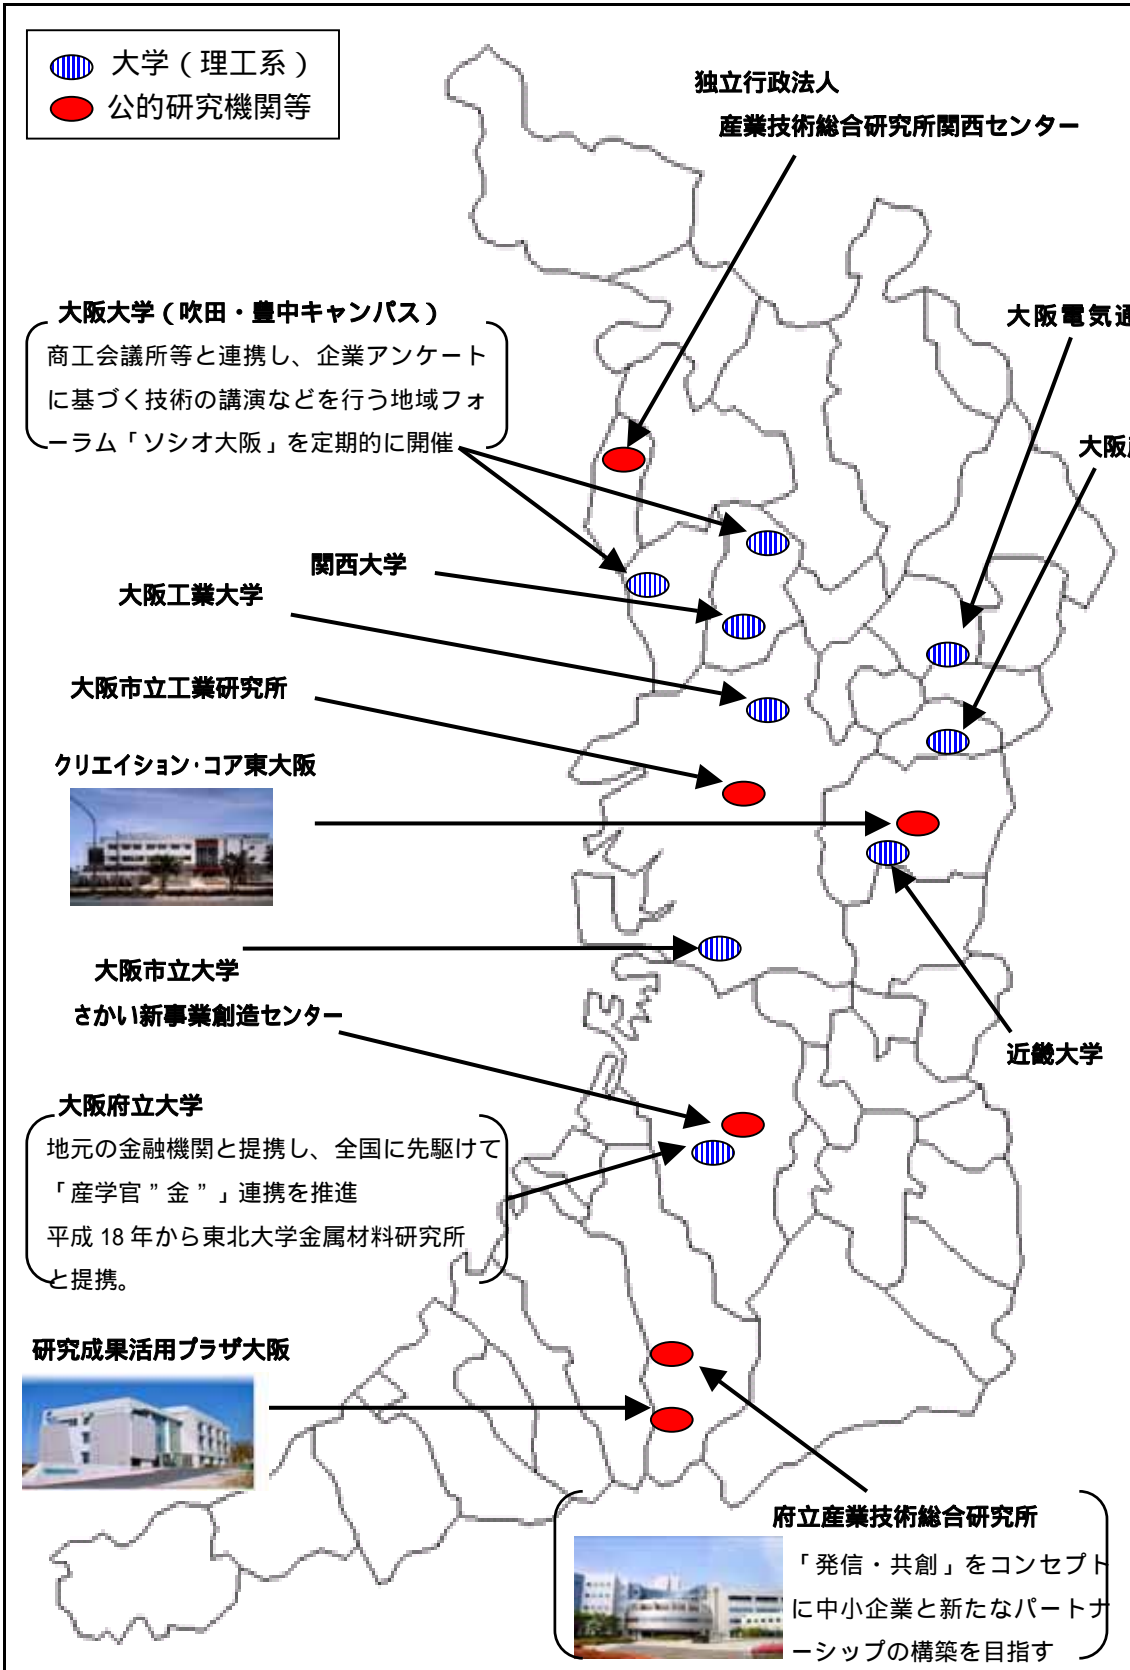 大学（理工系）
公的研究機関等
独立行政法人
産業技術総合研究所関西センター
大阪大学（吹田・豊中キャンパス）
商工会議所等と連携し、企業アンケート
に基づく技術の講演などを行う地域フォ
ーラム「ソシオ大阪」を定期的に開催
大阪電気通
大阪産
関西大学
大阪工業大学
大阪市立工業研究所
クリエイション・コア東大阪
大阪市立大学
さかい新事業創造センター
近畿大学
大阪府立大学
地元の金融機関と提携し、全国に先駆けて
「産学官”金”」連携を推進
平成 18 年から東北大学金属材料研究所
と提携。
研究成果活用プラザ大阪
府立産業技術総合研究所
「発信・共創」をコンセプト
に中小企業と新たなパートナ
ーシップの構築を目指す